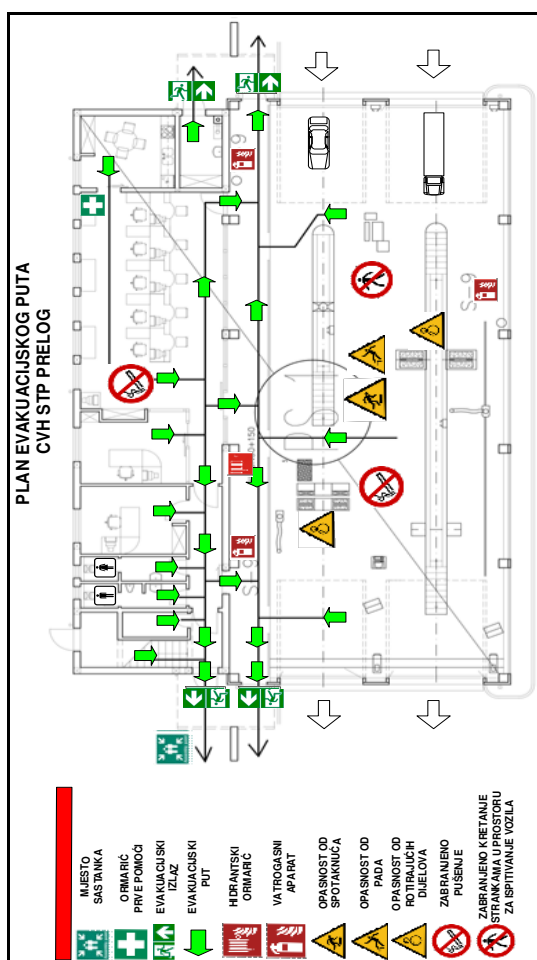 PLAN EVAKUACIJSKOG PUTA
CVH STP PRELOG
MJESTO
SASTANKA
ORMARIĆ
PRVE POMOĆI
EVAKUACIJSKI
IZLAZ
EVAKUACIJSKI
PUT
HIDRANTSKI
ORMARIĆ
VATROGASNI
APARAT
OPASNOST OD
SPOTAKNUĆA
OPASNOST OD
PADA
OPASNOST OD
ROTIRAJUĆIH
DIJELOVA
ZABRANJENO
PUŠENJE
ZABRANJENO KRETANJE
STRANKAMA U PROSTORU
ZA ISPITIVANJE VOZILA
S-9